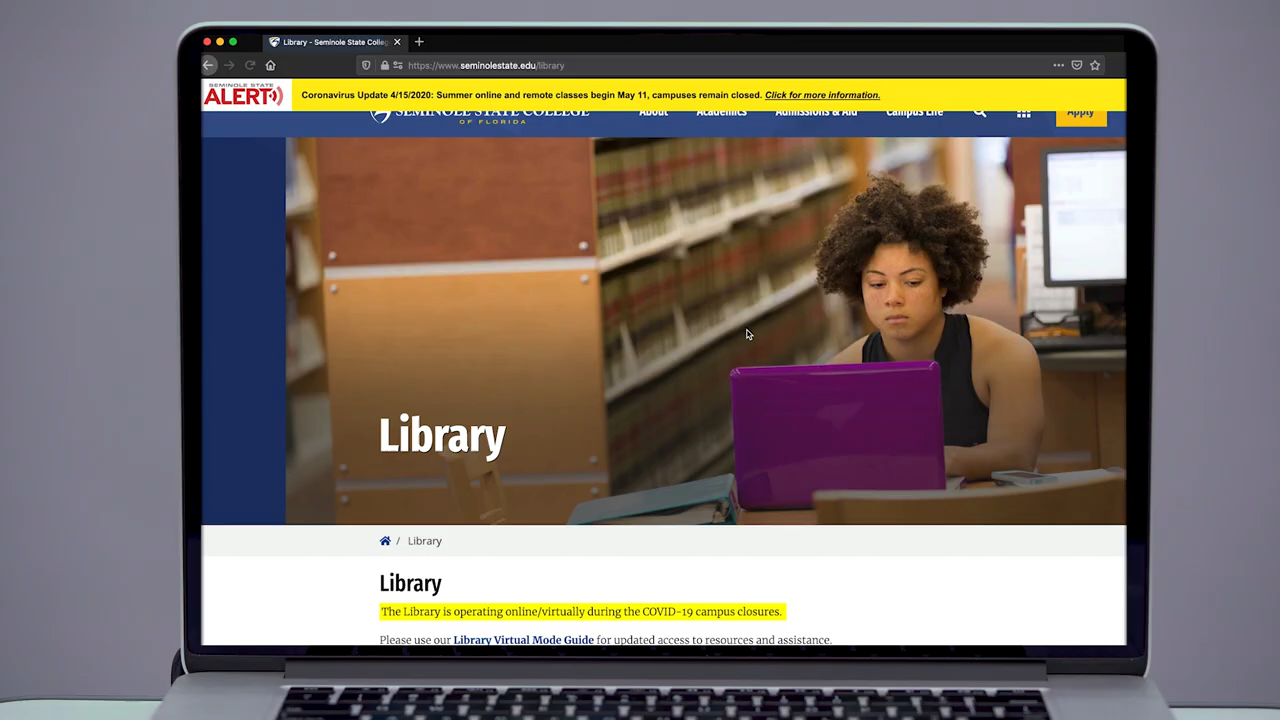 Library - Seminole State Colleg
https://www.seminolestate.edu/library
SEMINOLE STATE
ALERT
Coronavirus Update 4/15/2020: Summer online and remote classes begin May 11, campuses remain closed. Click for more information.
SEMINOLE STATE COLLEGE
OF FLORIDA
About
Academics
Admissions & Aid
Campus Life
Apply
Library
/ Library
Library
The Library is operating online/virtually during the COVID-19 campus closures.
Please use our Library Virtual Mode Guide for updated access to resources and assistance.